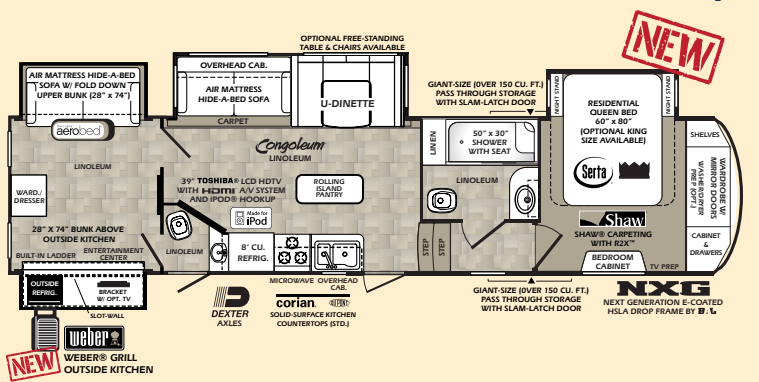 NEW
OPTIONAL FREE-STANDING
TABLE & CHAIRS AVAILABLE
AIR MATTRESS HIDE-A-BED
SOFA W/ FOLD DOWN
UPPER BUNK (28" x 74")
aerobed
OVERHEAD CAB.
AIR MATTRESS
HIDE-A-BED SOFA
U-DINETTE
CARPET
GIANT-SIZE (OVER 150 CU. FT.)
PASS THROUGH STORAGE
WITH SLAM-LATCH DOOR
NIGHT STAND
RESIDENTIAL
QUEEN BED
60" x 80"
(OPTIONAL KING
SIZE AVAILABLE)
NIGHT STAND
Serta
LINEN
50" x 30"
SHOWER
WITH SEAT
SHELVES
WARDROBE W/
MIRROR DOORS
WASHER/DRYER
PREP (OPT.)
CABINET
&
DRAWERS
LINOLEUM
Congoleum
LINOLEUM
39" TOSHIBA® LCD HDTV
WITH HDMI A/V SYSTEM
AND IPOD® HOOKUP
Made for
iPod
ROLLING
ISLAND
PANTRY
LINOLEUM
WARD./
DRESSER
28" X 74" BUNK ABOVE
OUTSIDE KITCHEN
BUILT-IN LADDER
ENTERTAINMENT
CENTER
LINOLEUM
8' CU.
REFRIG.
STEP
STEP
Shaw
SHAW® CARPETING
WITH R2X™
BEDROOM
CABINET
TV PREP
OUTSIDE
REFRIG.
BRACKET
W/ OPT. TV
SLOT-WALL
MICROWAVE
OVERHEAD
CAB.
DEXTER
AXLES
corian.
DUPONT
SOLID-SURFACE KITCHEN
COUNTERTOPS (STD.)
GIANT-SIZE (OVER 150 CU. FT.)
PASS THROUGH STORAGE
WITH SLAM-LATCH DOOR
NXG
NEXT GENERATION E-COATED
HSLA DROP FRAME BY
weber
NEW
WEBER® GRILL
OUTSIDE KITCHEN